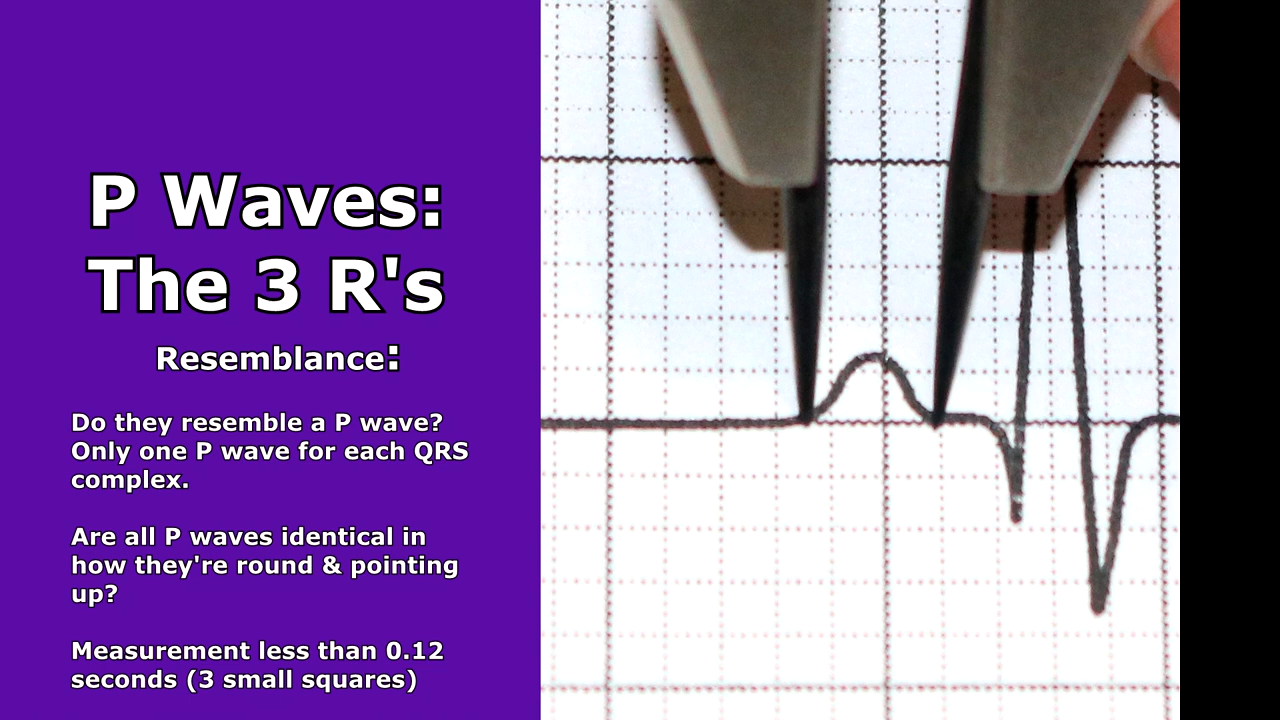 P Waves:
The 3 R's
Resemblance:
Do they resemble a P wave?
Only one P wave for each QRS
complex.
Are all P waves identical in
how they're round & pointing
up?
Measurement less than 0.12
seconds (3 small squares)